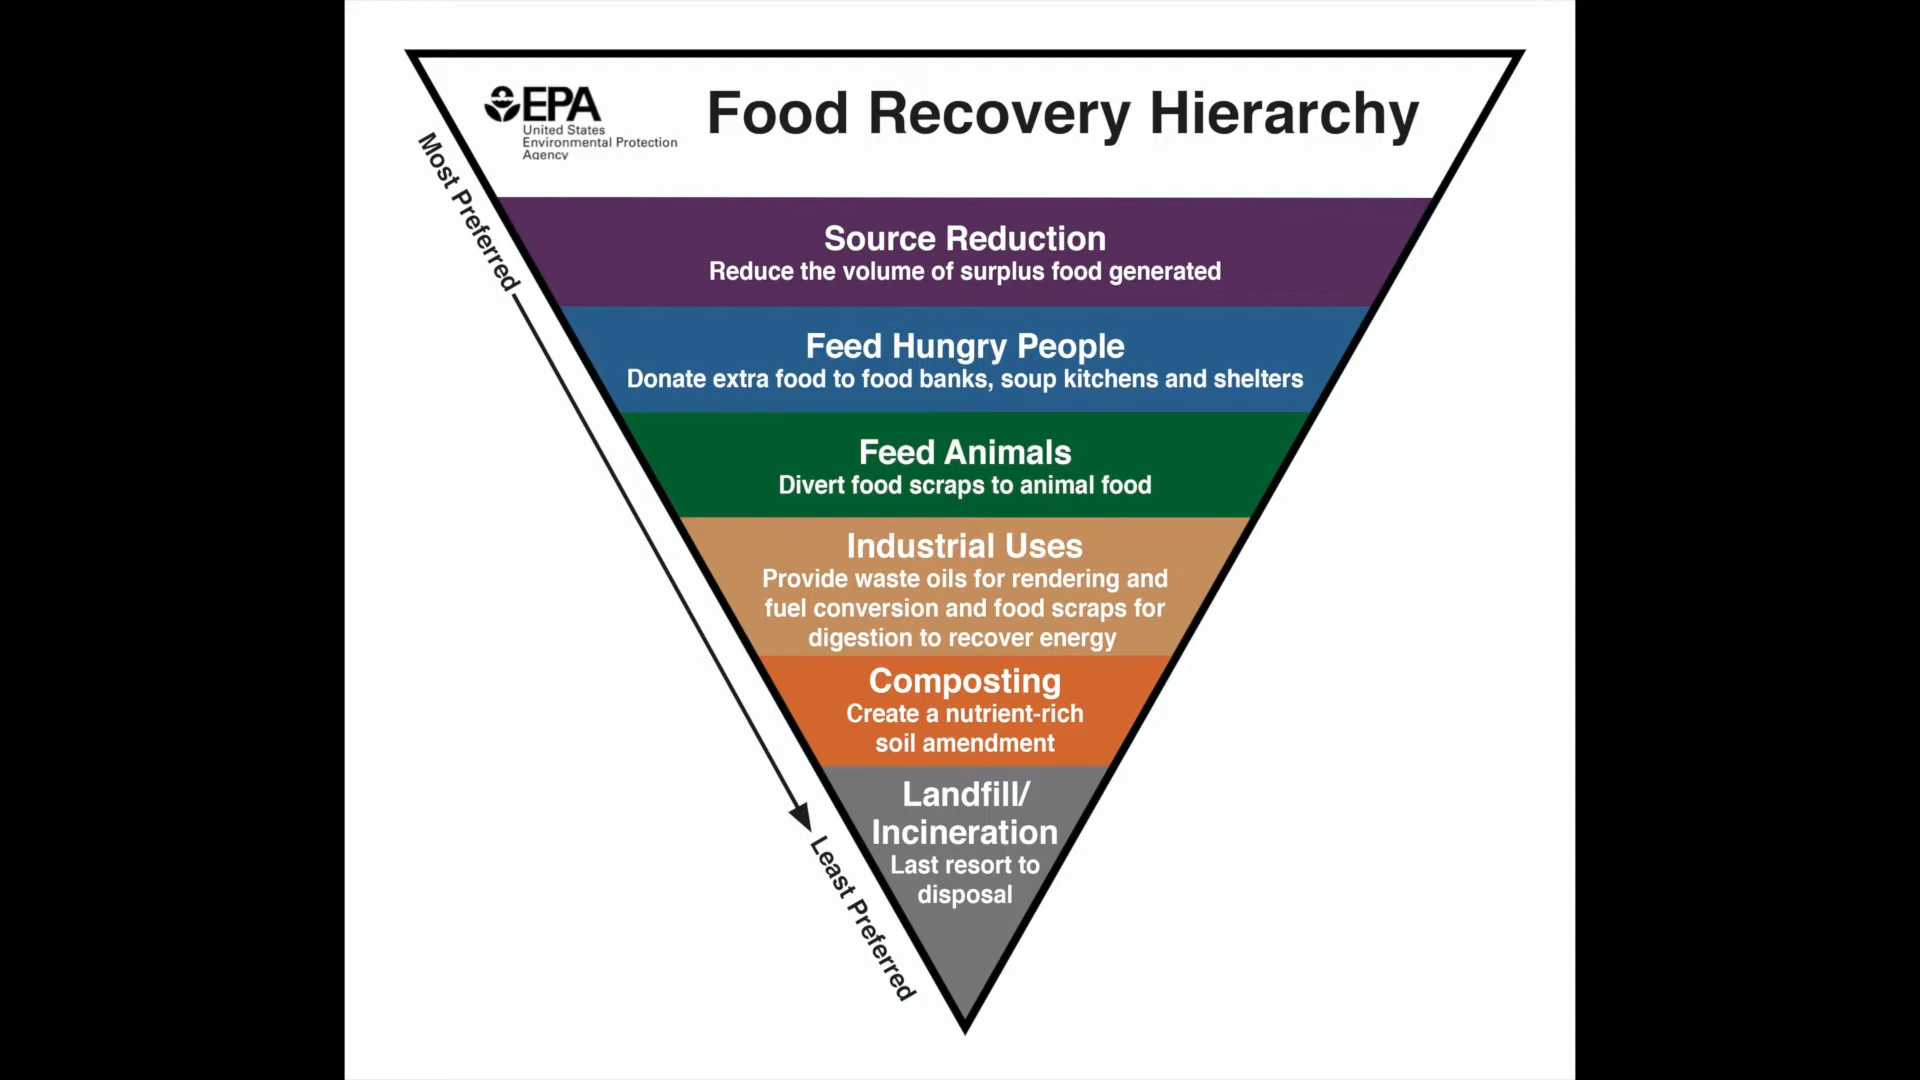 EPA
United States
Environmental Protection
Agency
Food Recovery Hierarchy
Most Preferred
Source Reduction
Reduce the volume of surplus food generated
Feed Hungry People
Donate extra food to food banks, soup kitchens and shelters
Feed Animals
Divert food scraps to animal food
Industrial Uses
Provide waste oils for rendering and
fuel conversion and food scraps for
digestion to recover energy
Composting
Create a nutrient-rich
soil amendment
Landfill/
Incineration
Last resort to
disposal
Least Preferred